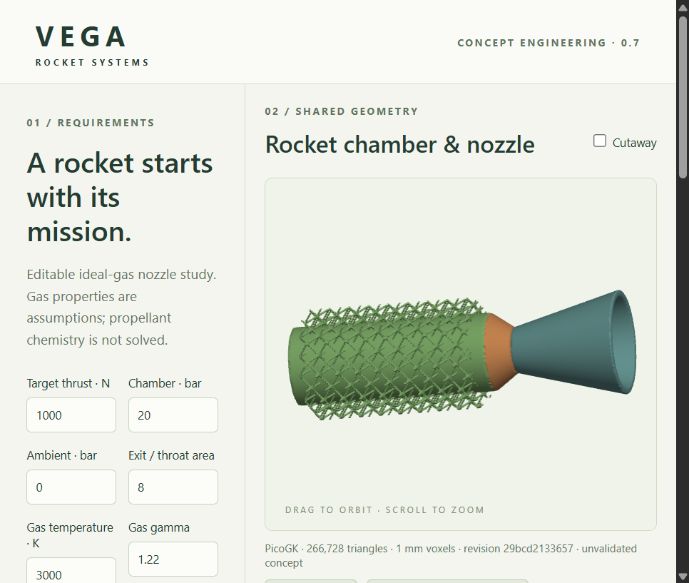 VEGA
ROCKET SYSTEMS
CONCEPT ENGINEERING · 0.7
01 / REQUIREMENTS
A rocket starts
with its
mission.
Editable ideal-gas nozzle study.
Gas properties are
assumptions; propellant
chemistry is not solved.
Target thrust · N
Chamber · bar
1000
20
Ambient · bar
Exit / throat area
0
8
Gas temperature
· K
Gas gamma
3000
1.22
02 / SHARED GEOMETRY
Rocket chamber & nozzle
Cutaway
DRAG TO ORBIT · SCROLL TO ZOOM
PicoGK · 266,728 triangles · 1 mm voxels · revision 29bcd2133657 · unvalidated
concept